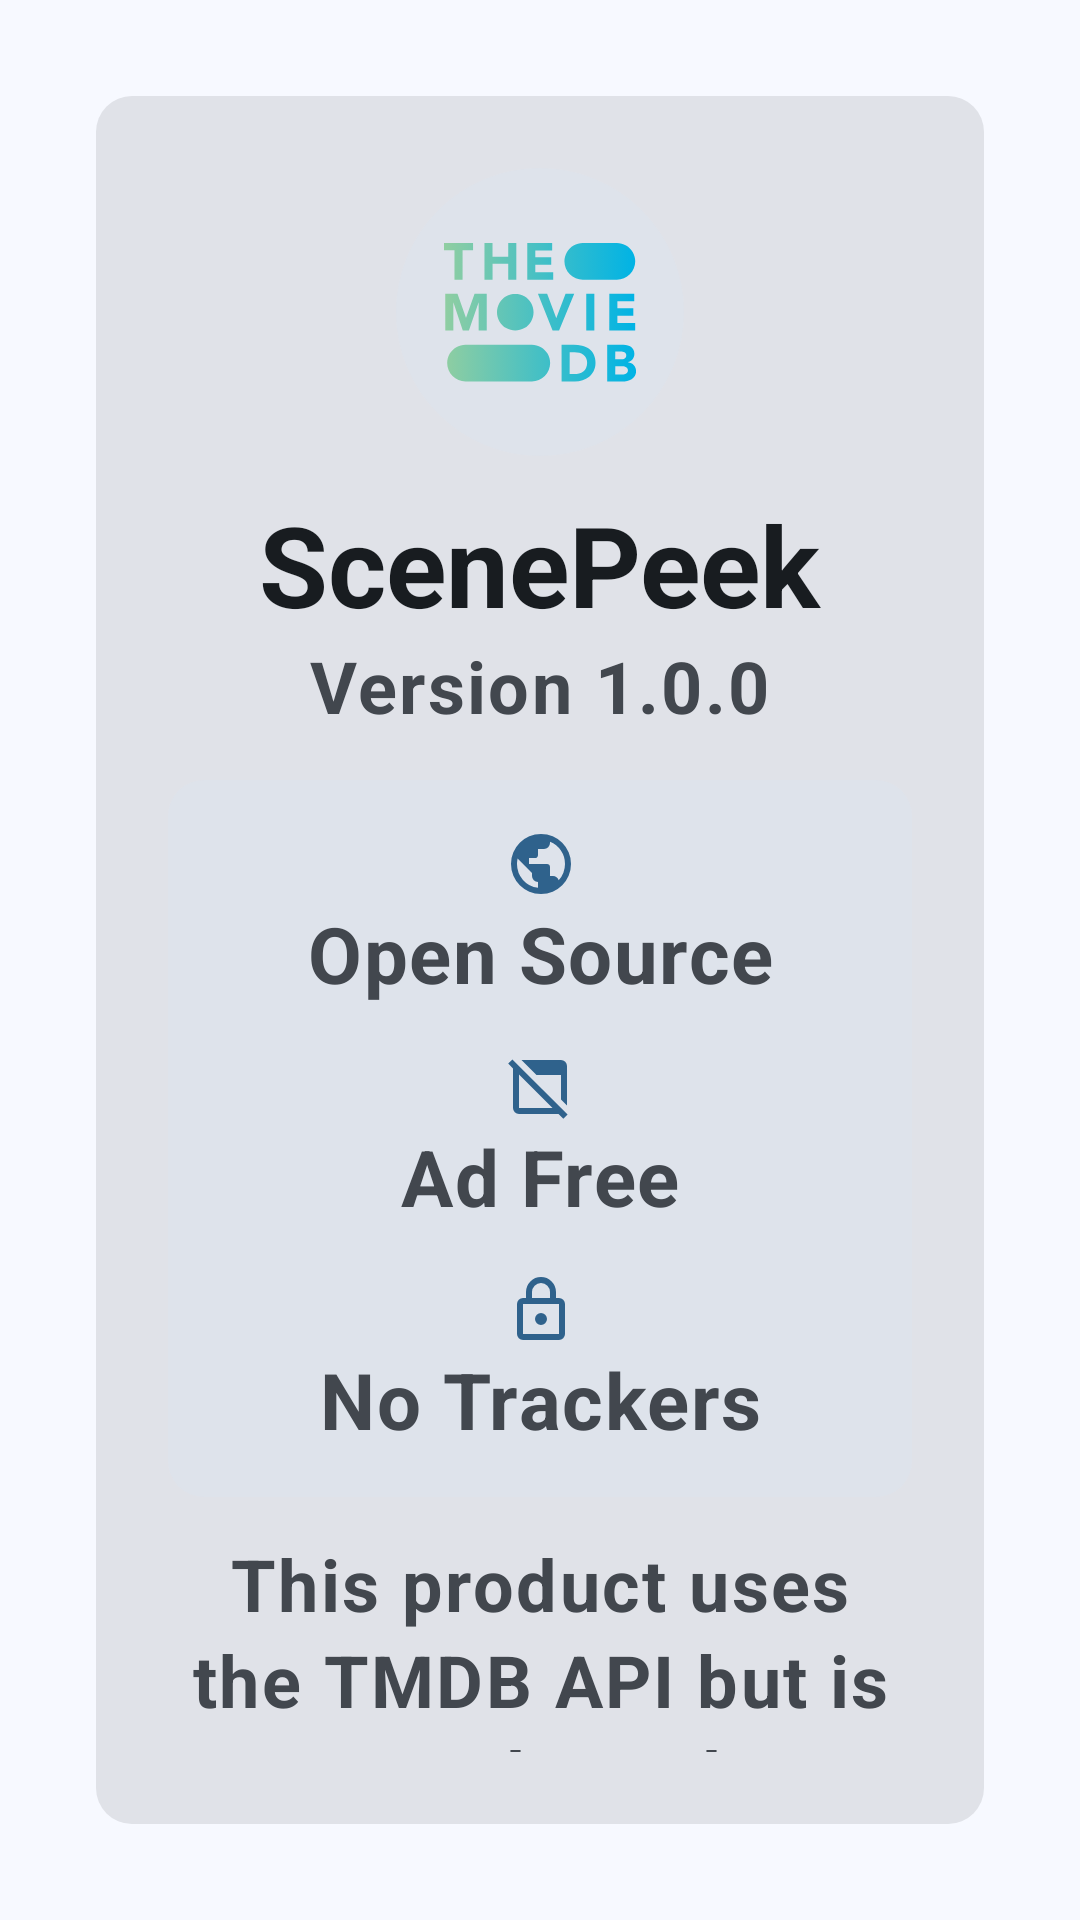 THE
MOVIE
DB
ScenePeek
Version 1.0.0
Open Source
Ad Free
No Trackers
This product uses
the TMDB API but is